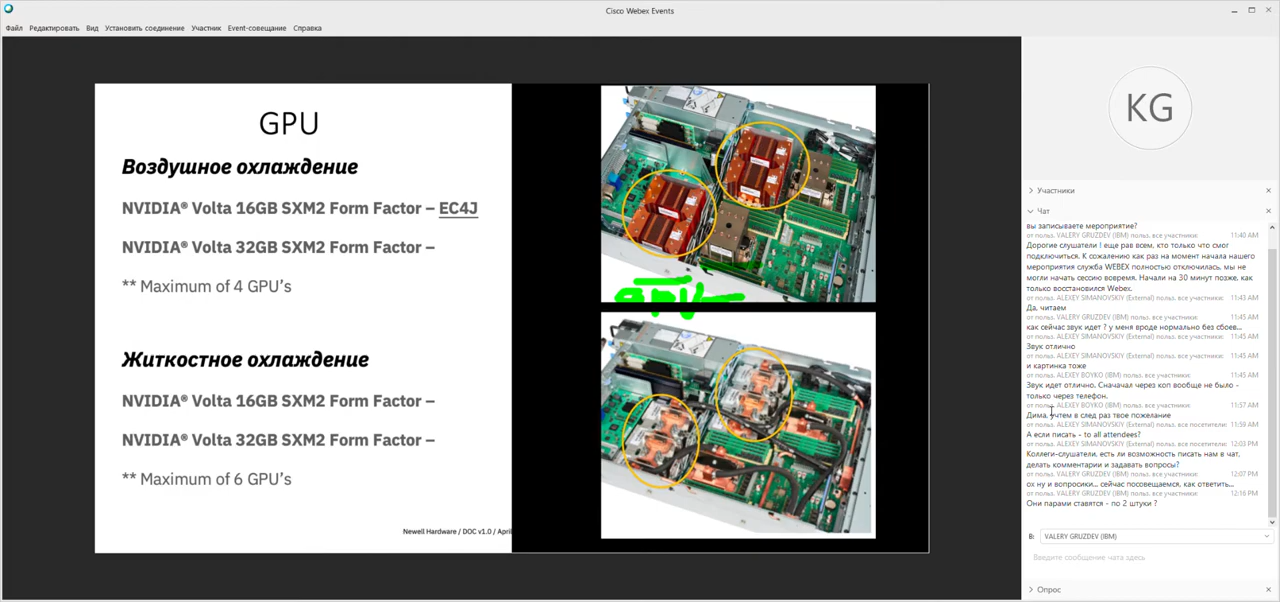 Cisco Webex Events
Файл Редактировать Вид Установить соединение Участник Event-совещание Справка
GPU
Воздушное охлаждение
NVIDIA® Volta 16GB SXM2 Form Factor – EC4J
NVIDIA® Volta 32GB SXM2 Form Factor –
** Maximum of 4 GPU's
Житкостное охлаждение
NVIDIA® Volta 16GB SXM2 Form Factor –
NVIDIA® Volta 32GB SXM2 Form Factor –
** Maximum of 6 GPU's
Newell Hardware / DOC v1.0 / April
KG
Участники
Чат
вы записываете мероприятие?
от польз. VALERY GRUZDEV (IBM) польз. все участники: 11:40 AM
Дорогие слушатели ! еще рав всем, кто только что смог
подключиться. К сожалению как раз на момент начала нашего
мероприятия служба WEBEX полностью отключилась, мы не
могли начать сессию вовремя. Начали на 30 минут позже, как
только восстановился Webex.
от польз. ALEXEY SIMANOVSKIY (External) польз. все участники: 11:43 AM
Да, читаем
от польз. VALERY GRUZDEV (IBM) польз. все участники: 11:45 AM
как сейчас звук идет ? у меня вроде нормально без сбоев...
от польз. ALEXEY SIMANOVSKIY (External) польз. все участники: 11:45 AM
Звук отлично
от польз. ALEXEY SIMANOVSKIY (External) польз. все участники: 11:45 AM
и картинка тоже
от польз. ALEXEY BOYKO (IBM) польз. все участники: 11:45 AM
Звук идет отлично. Сначачал через коп вообще не было -
только через телефон.
от польз. ALEXEY BOYKO (IBM) польз. все участники: 11:57 AM
Дима, учтем в след раз твое пожелание
от польз. ALEXEY SIMANOVSKIY (External) польз. все посетители: 11:59 AM
А если писать - to all attendees?
от польз. ALEXEY SIMANOVSKIY (External) польз. все посетители: 12:03 PM
Коллеги-слушатели, есть ли возможность писать нам в чат,
делать комментарии и задавать вопросы?
от польз. VALERY GRUZDEV (IBM) польз. все участники: 12:07 PM
ох ну и вопросики... сейчас посовещаемся, как ответить...
от польз. VALERY GRUZDEV (IBM) польз. все участники: 12:16 PM
Они парами ставятся - по 2 штуки ?
В: VALERY GRUZDEV (IBM)
Введите сообщение чата здесь
Опрос